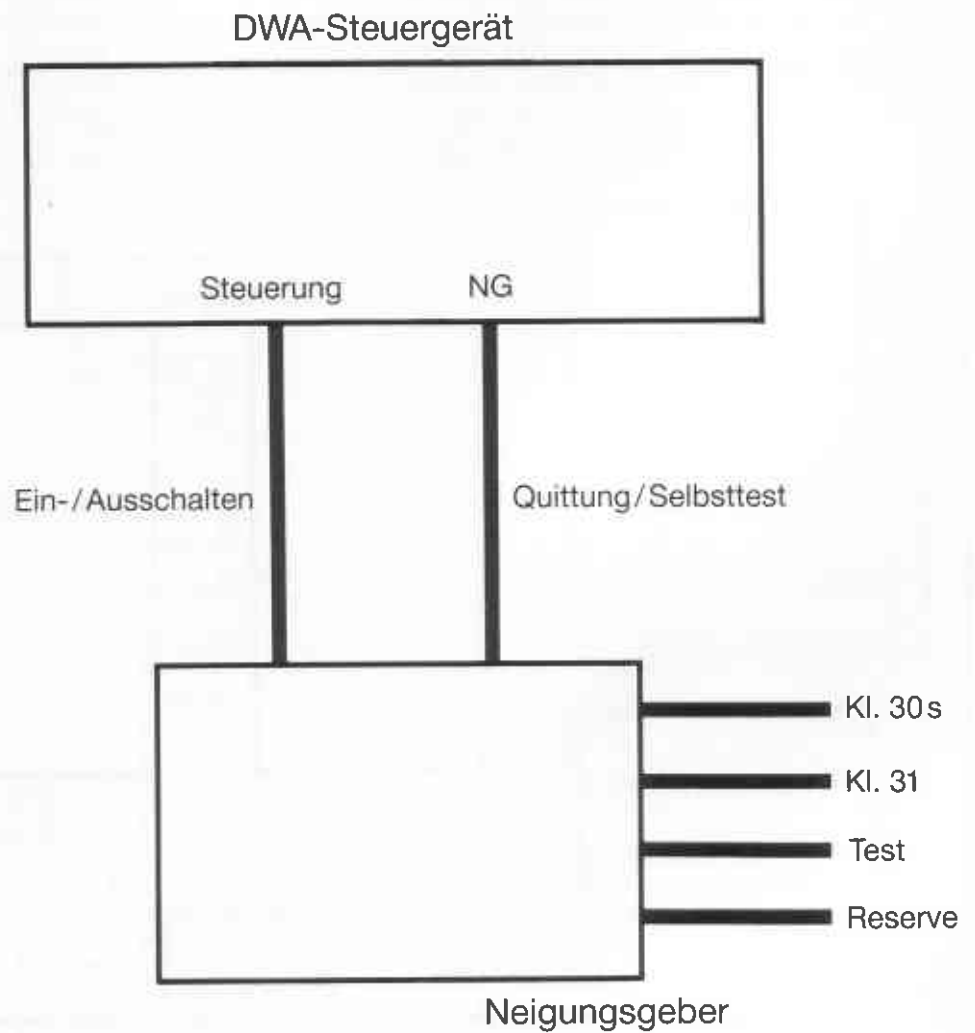 DWA-Steuergerät
Steuerung NG
Ein-/Ausschalten Quittung/Selbsttest
Kl. 30s
Kl. 31
Test
Reserve
Neigungsgeber